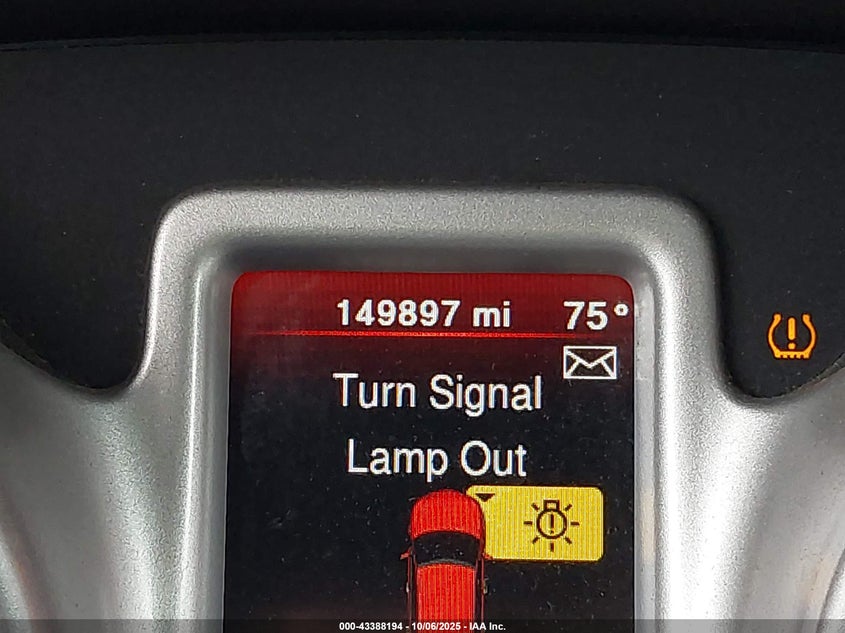 149897 mi 75°
Turn Signal
Lamp Out
000-43388194 - 10/06/2025 - IAA Inc.